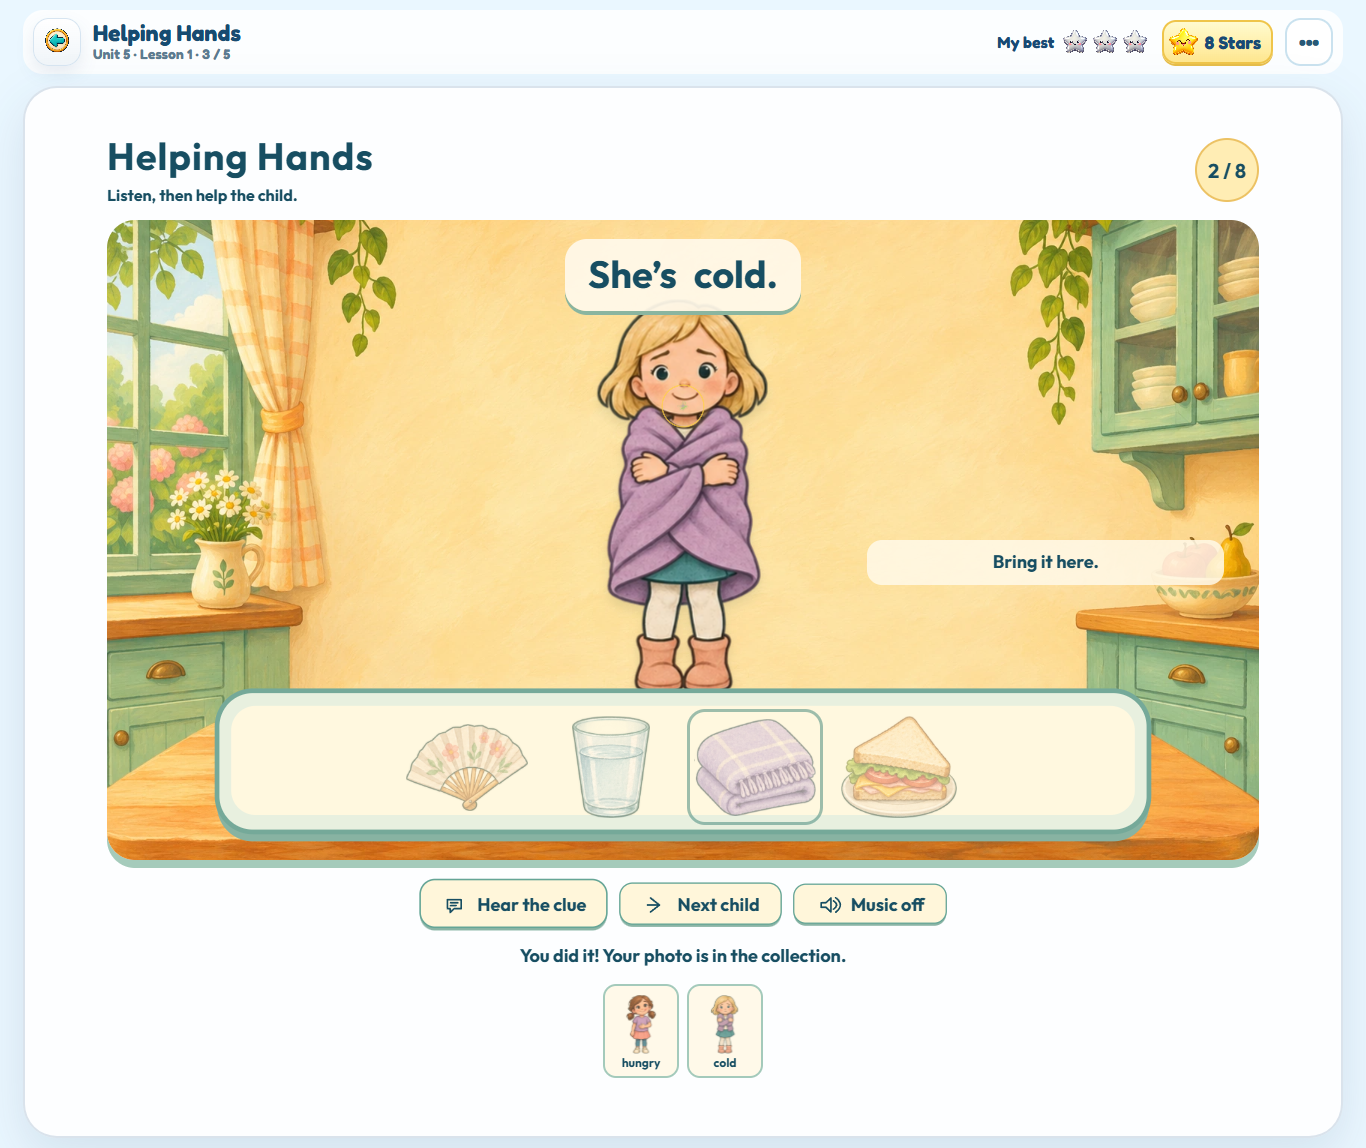 Helping Hands
Unit 5 · Lesson 1 · 3 / 5
My best
8 Stars
Helping Hands
Listen, then help the child.
2 / 8
She’s cold.
Bring it here.
Hear the clue
Next child
Music off
You did it! Your photo is in the collection.
hungry
cold